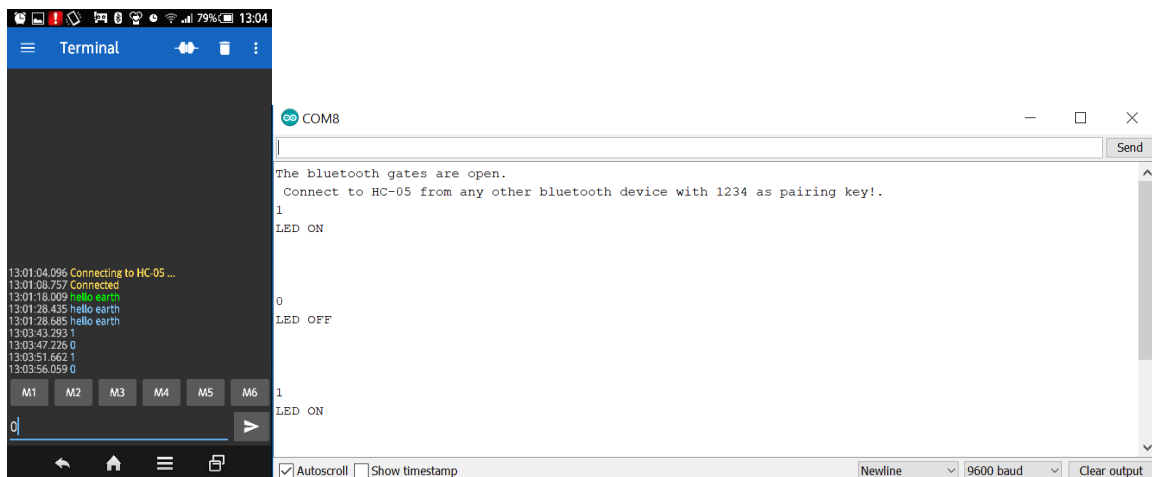 79% 13:04
Terminal
13:01:04.096 Connecting to HC-05 ...
13:01:08.757 Connected
13:01:18.009 hello earth
13:01:28.435 hello earth
13:01:28.685 hello earth
13:03:43.293 1
13:03:47.226 0
13:03:51.662 1
13:03:56.059 0
M1 M2 M3 M4 M5 M6
0
COM8
Send
The bluetooth gates are open.
Connect to HC-05 from any other bluetooth device with 1234 as pairing key!.
1
LED ON
0
LED OFF
1
LED ON
Autoscroll Show timestamp Newline 9600 baud Clear output